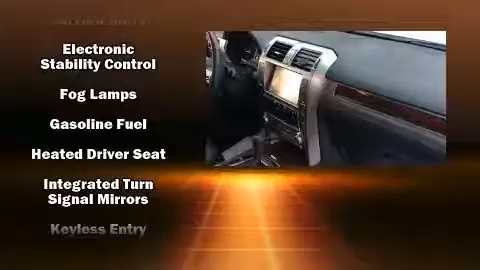 Electronic
Stability Control
Fog Lamps
Gasoline Fuel
Heated Driver Seat
Integrated Turn
Signal Mirrors
Keyless Entry